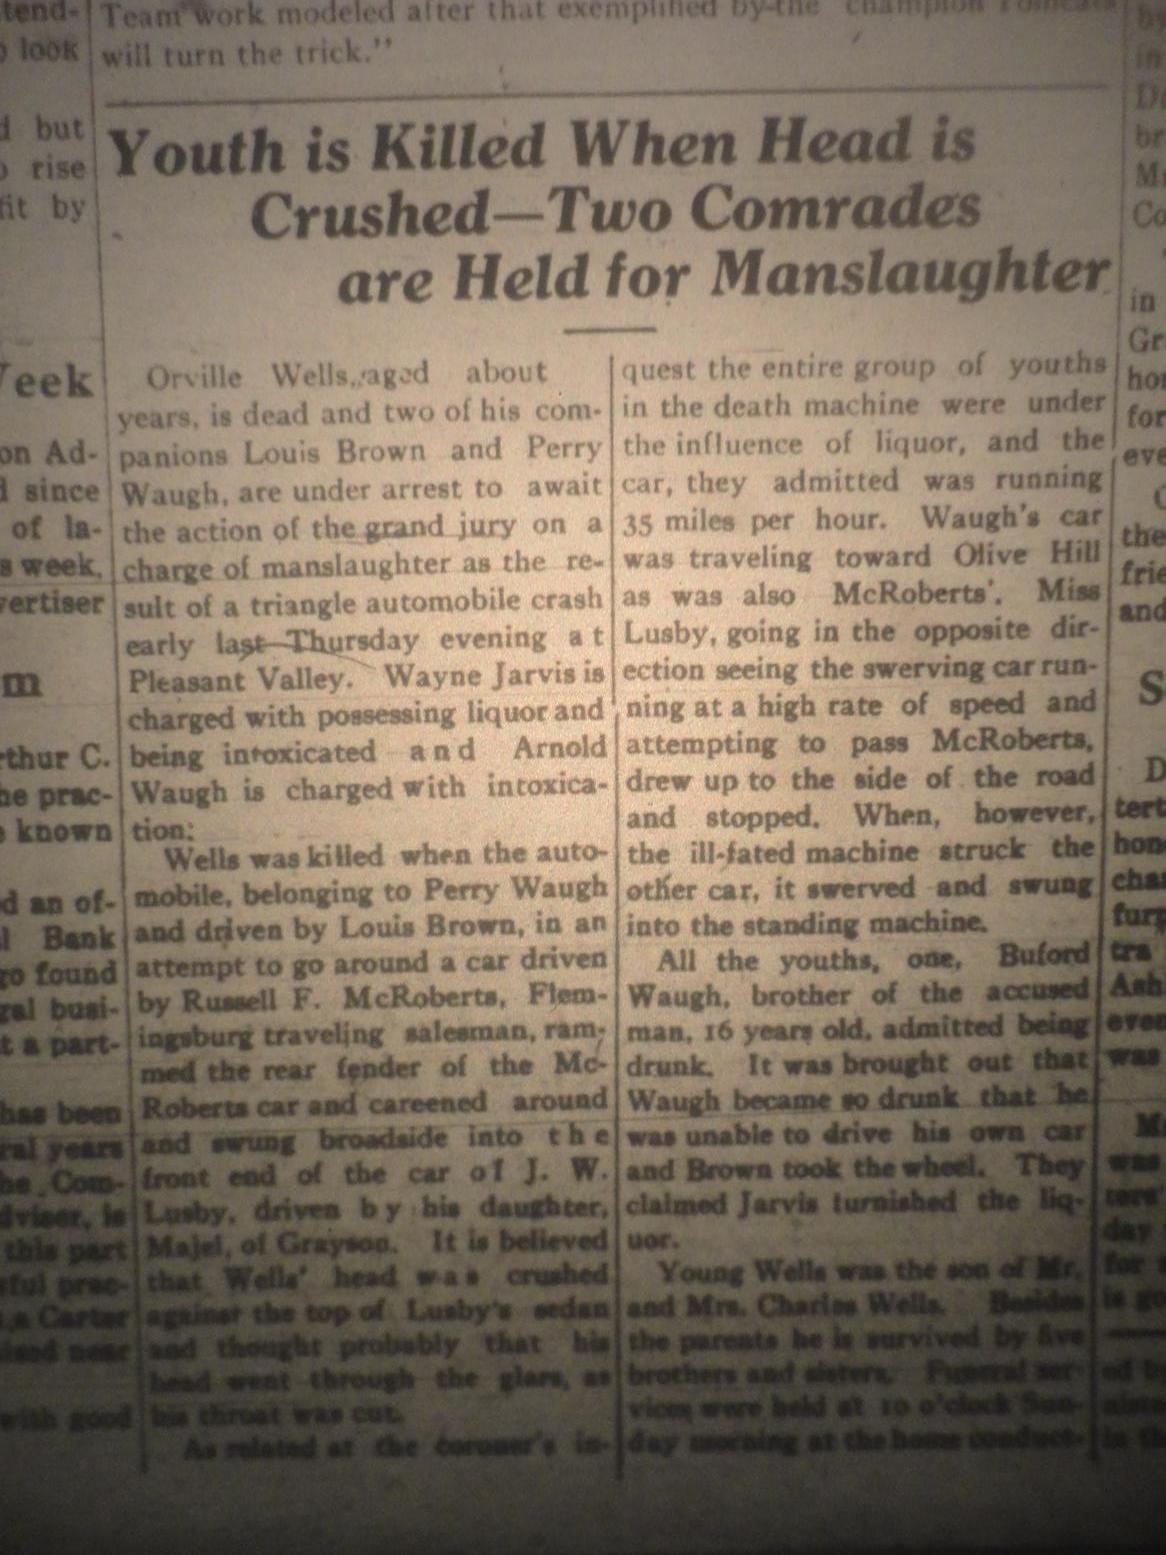 Team work modeled after that exemplified by the champion
will turn the trick."
Youth is Killed When Head is
Crushed—Two Comrades
are Held for Manslaughter
Orville Wells, aged about
years, is dead and two of his com-
panions Louis Brown and Perry
Waugh, are under arrest to await
the action of the grand jury on a
charge of manslaughter as the re-
sult of a triangle automobile crash
early last Thursday evening at
Pleasant Valley. Wayne Jarvis is
charged with possessing liquor and
being intoxicated and Arnold
Waugh is charged with intoxica-
tion.
Wells was killed when the auto-
mobile, belonging to Perry Waugh
and driven by Louis Brown, in an
attempt to go around a car driven
by Russell F. McRoberts, Flem-
ingsburg traveling salesman, ram-
med the rear fender of the Mc-
Roberts car and careened around
and swung broadside into the
front end of the car of J. W.
Lusby, driven by his daughter,
Majel, of Grayson. It is believed
that Wells' head was crushed
against the top of Lusby's sedan
and thought probably that his
head went through the glass, as
his throat was cut.
As related at the coroner's in-
quest the entire group of youths
in the death machine were under
the influence of liquor, and the
car, they admitted was running
35 miles per hour. Waugh's car
was traveling toward Olive Hill
as was also McRoberts'. Miss
Lusby, going in the opposite dir-
ection seeing the swerving car run-
ning at a high rate of speed and
attempting to pass McRoberts,
drew up to the side of the road
and stopped. When, however,
the ill-fated machine struck the
other car, it swerved and swung
into the standing machine.
All the youths, one, Buford
Waugh, brother of the accused
man, 16 years old, admitted being
drunk. It was brought out that
Waugh became so drunk that he
was unable to drive his own car
and Brown took the wheel. They
claimed Jarvis furnished the liq-
uor.
Young Wells was the son of Mr.
and Mrs. Charles Wells. Besides
the parents he is survived by five
brothers and sisters. Funeral ser-
vices were held at 10 o'clock Sun-
day morning at the home conduct-